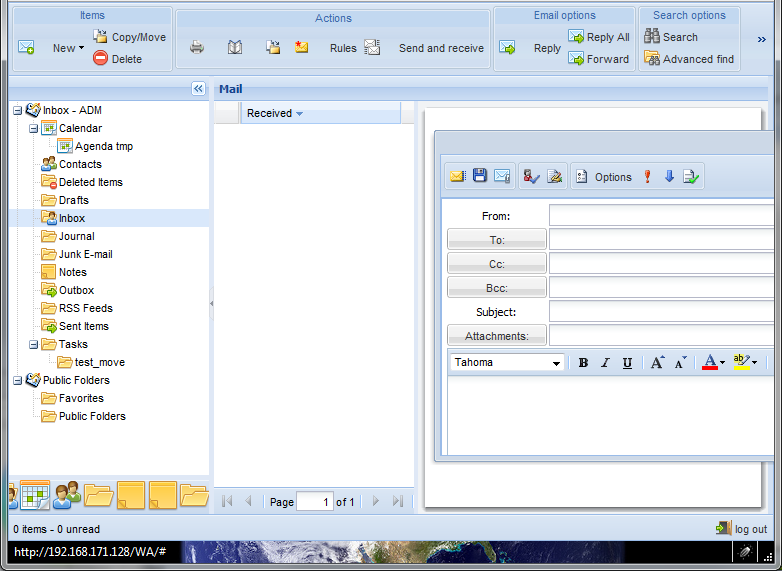 Items
Actions
Email options
Search options
New
Copy/Move
Delete
Rules
Send and receive
Reply
Reply All
Forward
Search
Advanced find
»
Mail
Received
Inbox - ADM
Calendar
Agenda tmp
Contacts
Deleted Items
Drafts
Inbox
Journal
Junk E-mail
Notes
Outbox
RSS Feeds
Sent Items
Tasks
test_move
Public Folders
Favorites
Public Folders
Options
From:
To:
Cc:
Bcc:
Subject:
Attachments:
Tahoma
B I U A A A ab
Page 1 of 1
0 items - 0 unread
log out
http://192.168.171.128/WA/#